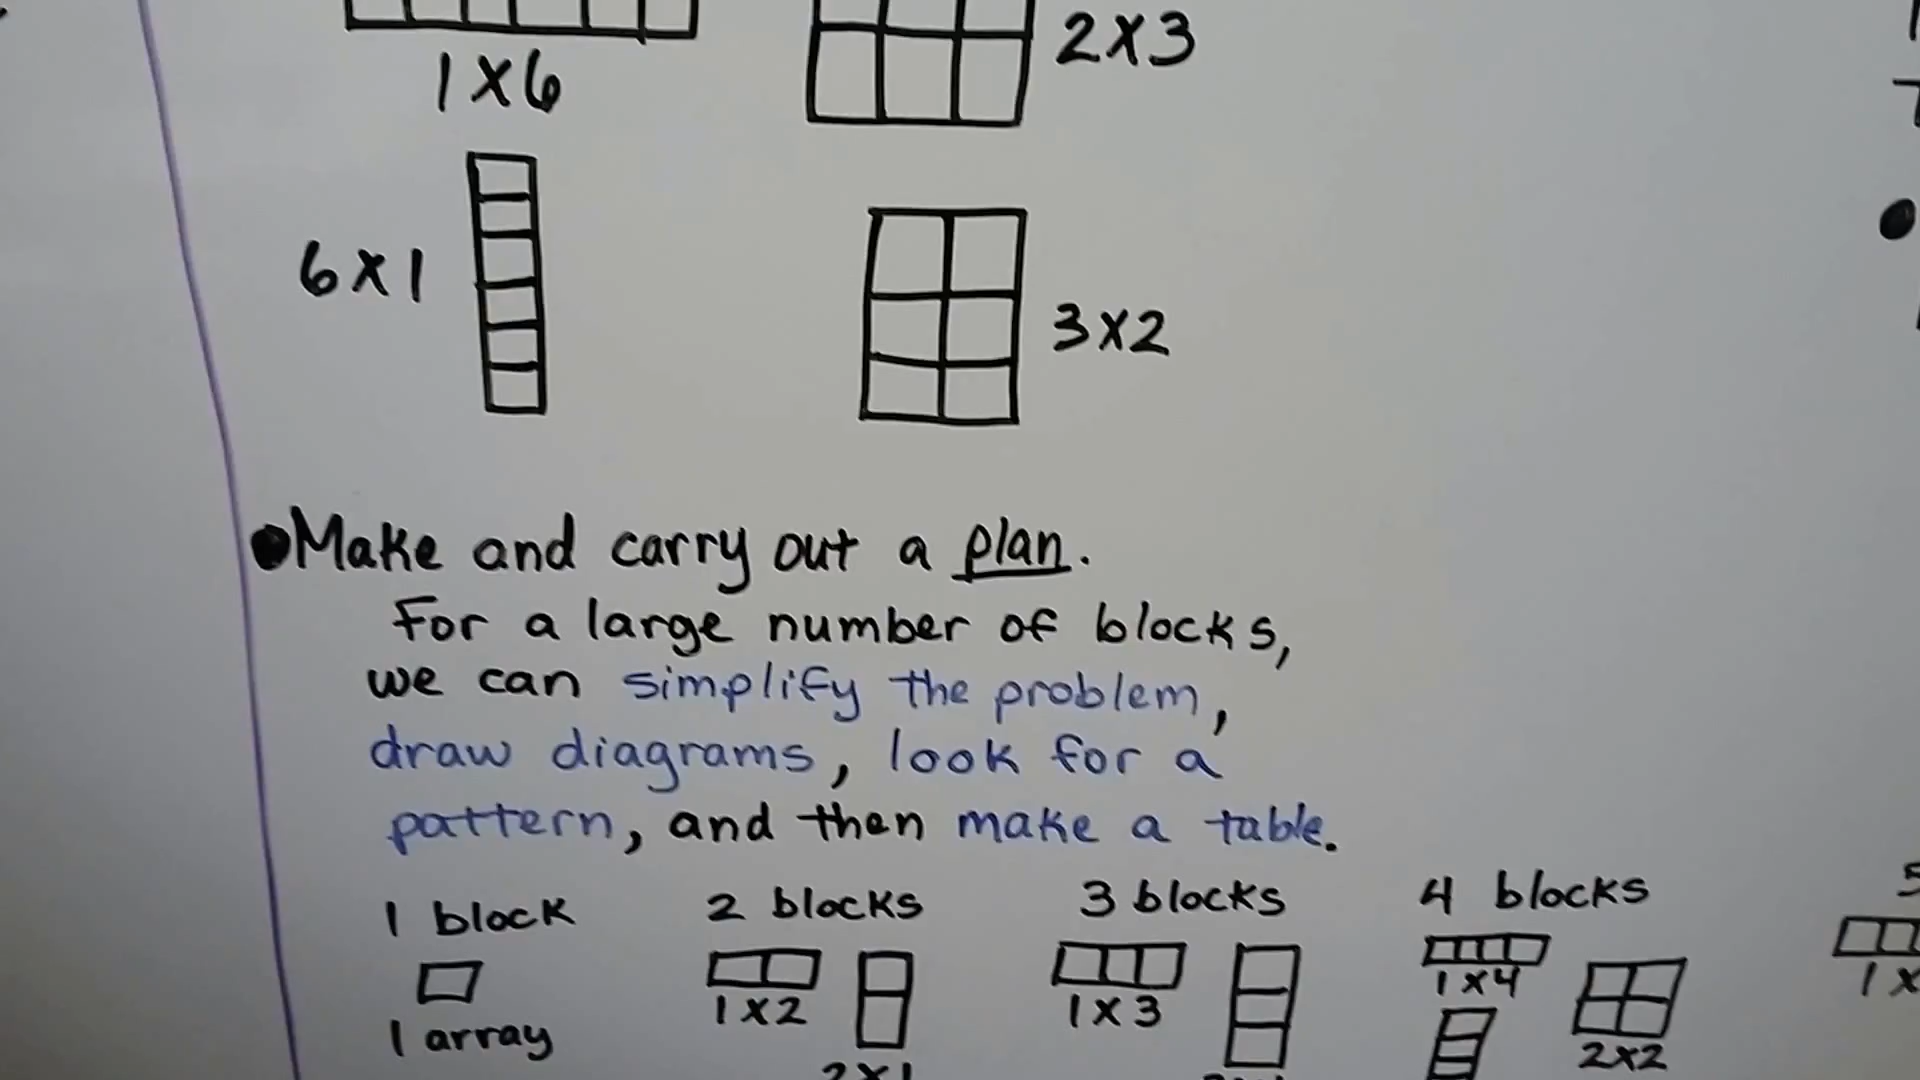 1x6
2x3
6x1
3x2
Make and carry out a plan.
For a large number of blocks,
we can simplify the problem,
draw diagrams, look for a
pattern, and then make a table.
1 block
2 blocks
3 blocks
4 blocks
1x2
1x3
1x4
1 array
2x1
2x2